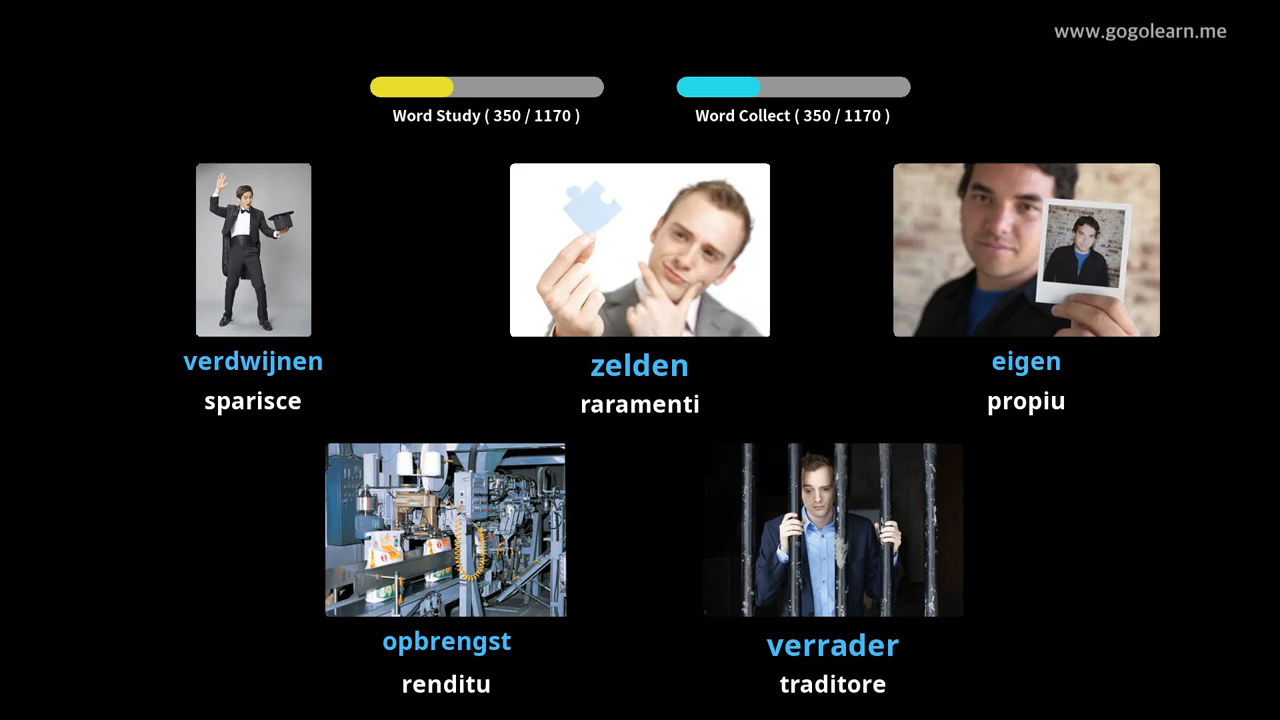 www.gogolearn.me
Word Study ( 350 / 1170 )
Word Collect ( 350 / 1170 )
verdwijnen
sparisce
zelden
raramenti
eigen
propiu
opbrengst
renditu
verrader
traditore